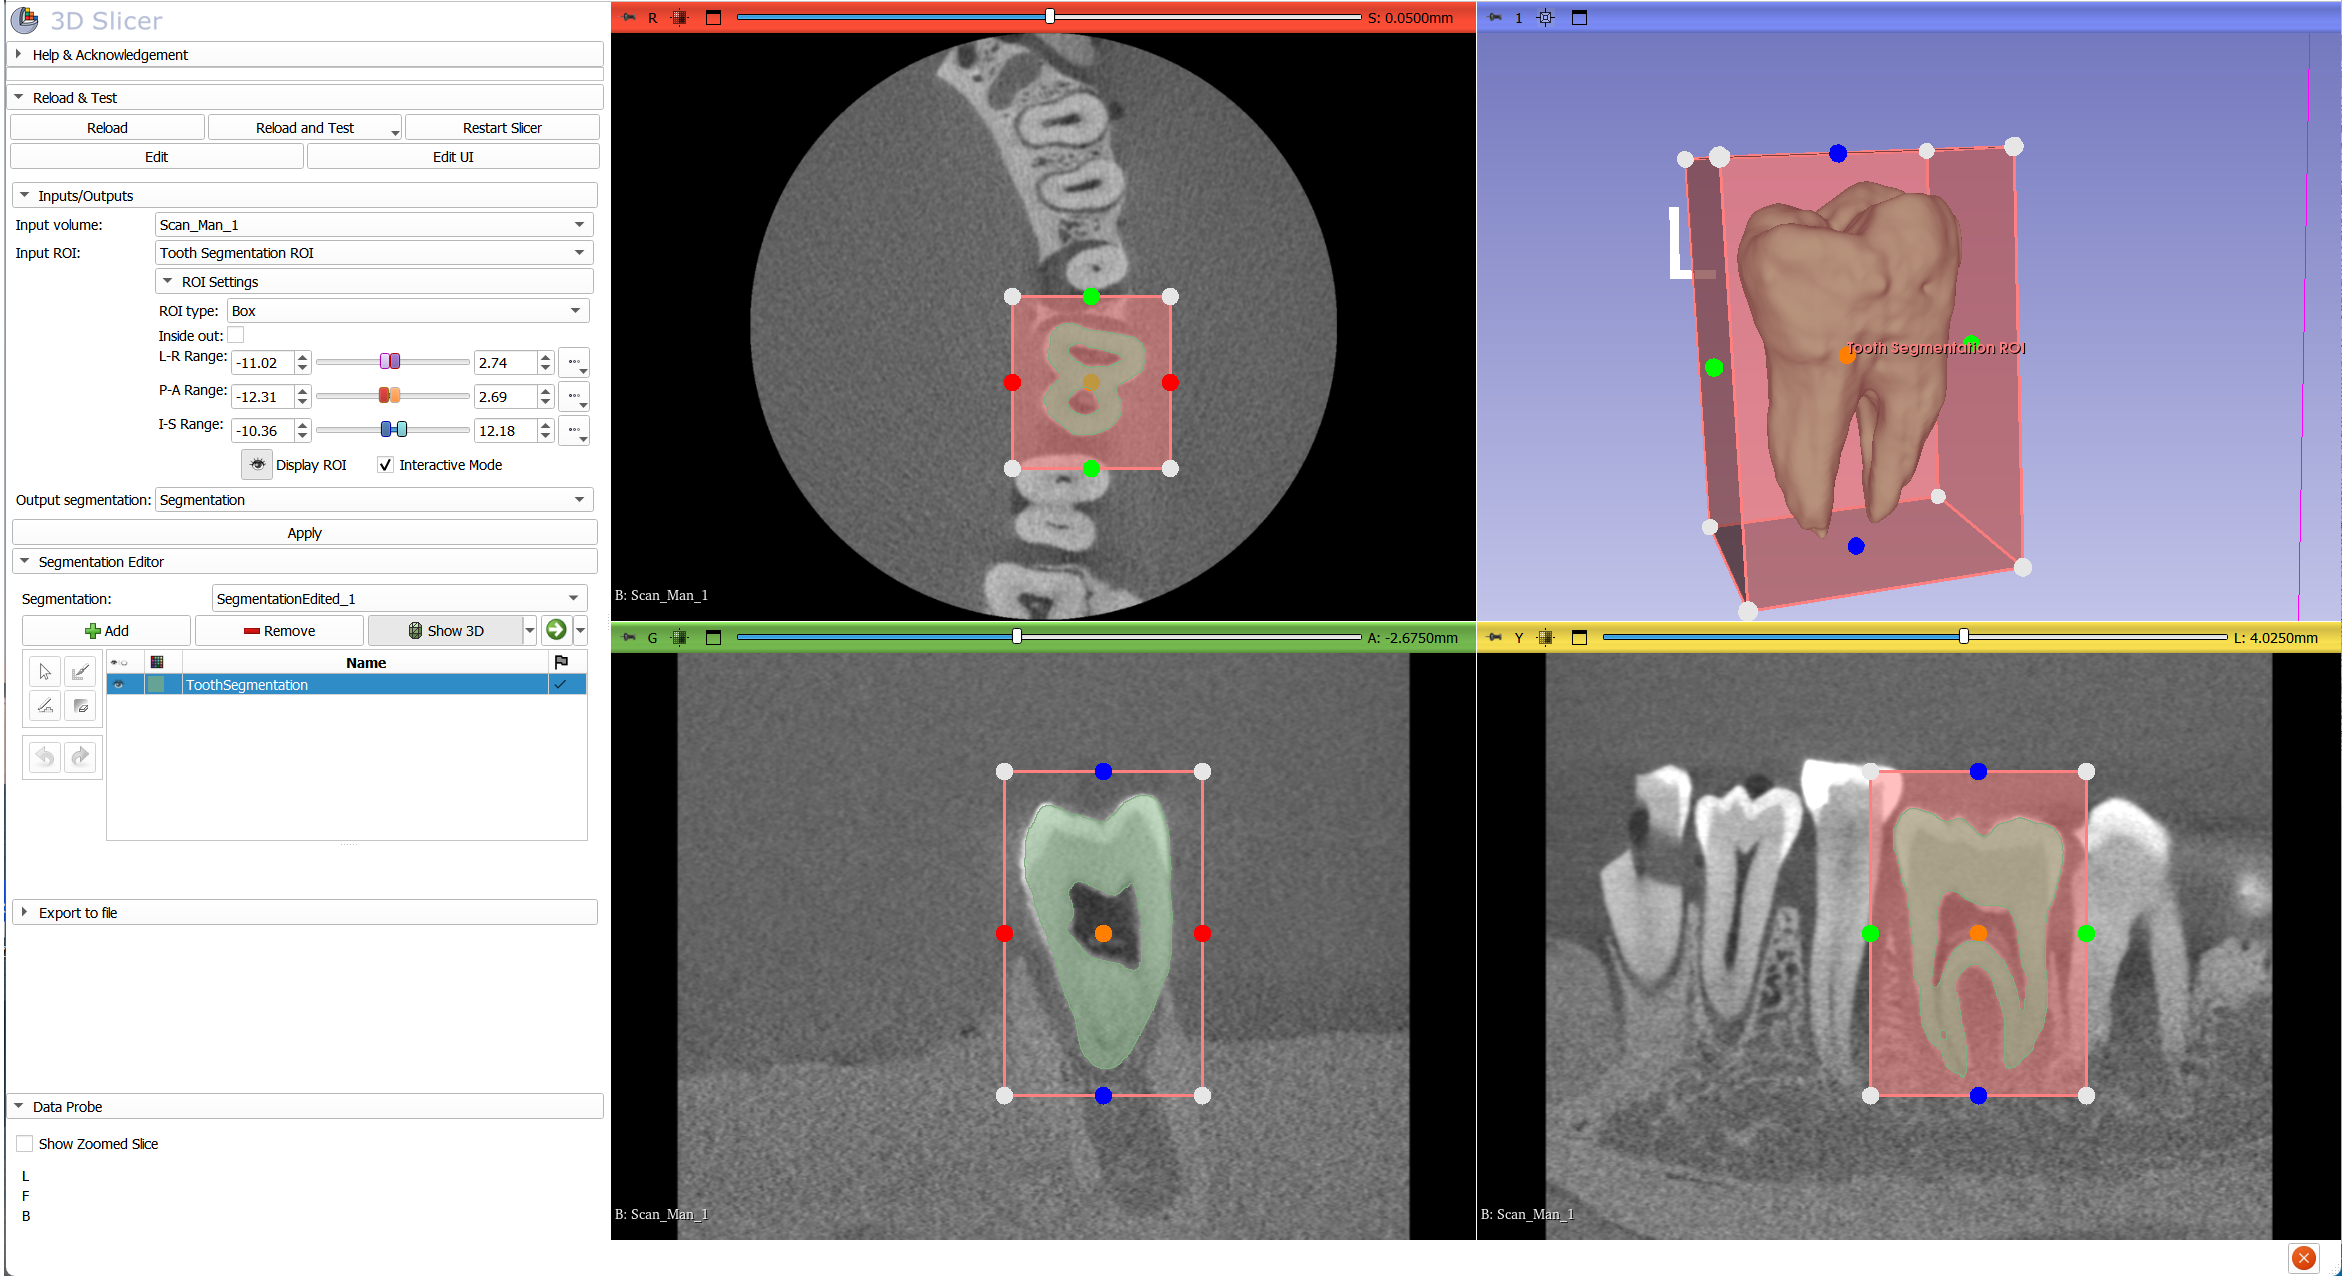 3D Slicer
Help & Acknowledgement
Reload & Test
Reload
Reload and Test
Restart Slicer
Edit
Edit UI
Inputs/Outputs
Input volume:
Scan_Man_1
Input ROI:
Tooth Segmentation ROI
ROI Settings
ROI type:
Box
Inside out:
L-R Range:
-11.02
2.74
...
P-A Range:
-12.31
2.69
...
I-S Range:
-10.36
12.18
...
Display ROI
Interactive Mode
Output segmentation:
Segmentation
Apply
Segmentation Editor
Segmentation:
SegmentationEdited_1
Add
Remove
Show 3D
Name
ToothSegmentation
Export to file
Data Probe
Show Zoomed Slice
L
F
B
R
S: 0.0500mm
B: Scan_Man_1
1
L
Tooth Segmentation ROI
G
A: -2.6750mm
B: Scan_Man_1
Y
L: 4.0250mm
B: Scan_Man_1